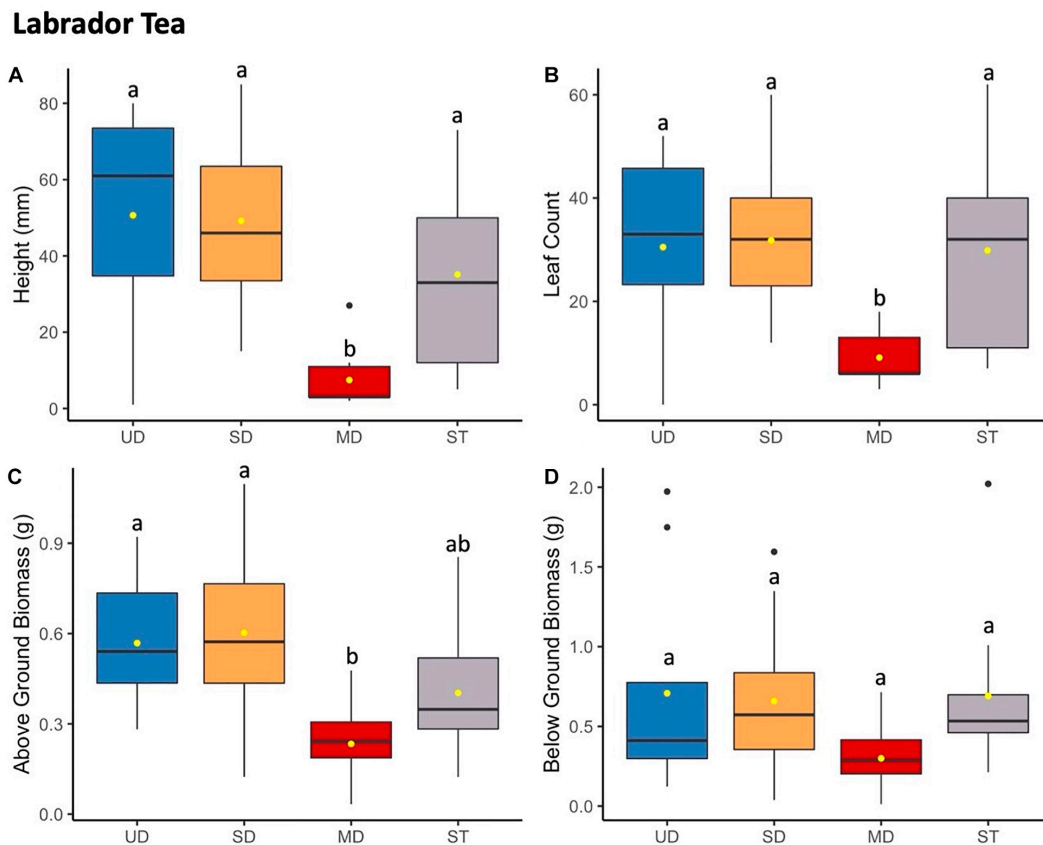 Labrador Tea
A
Height (mm)
80
60
40
20
0
a
a
b
a
UD SD MD ST
B
Leaf Count
60
40
20
0
a
a
b
a
UD SD MD ST
C
Above Ground Biomass (g)
0.9
0.6
0.3
0.0
a
a
b
ab
UD SD MD ST
D
Below Ground Biomass (g)
2.0
1.5
1.0
0.5
0.0
a
a
a
a
UD SD MD ST